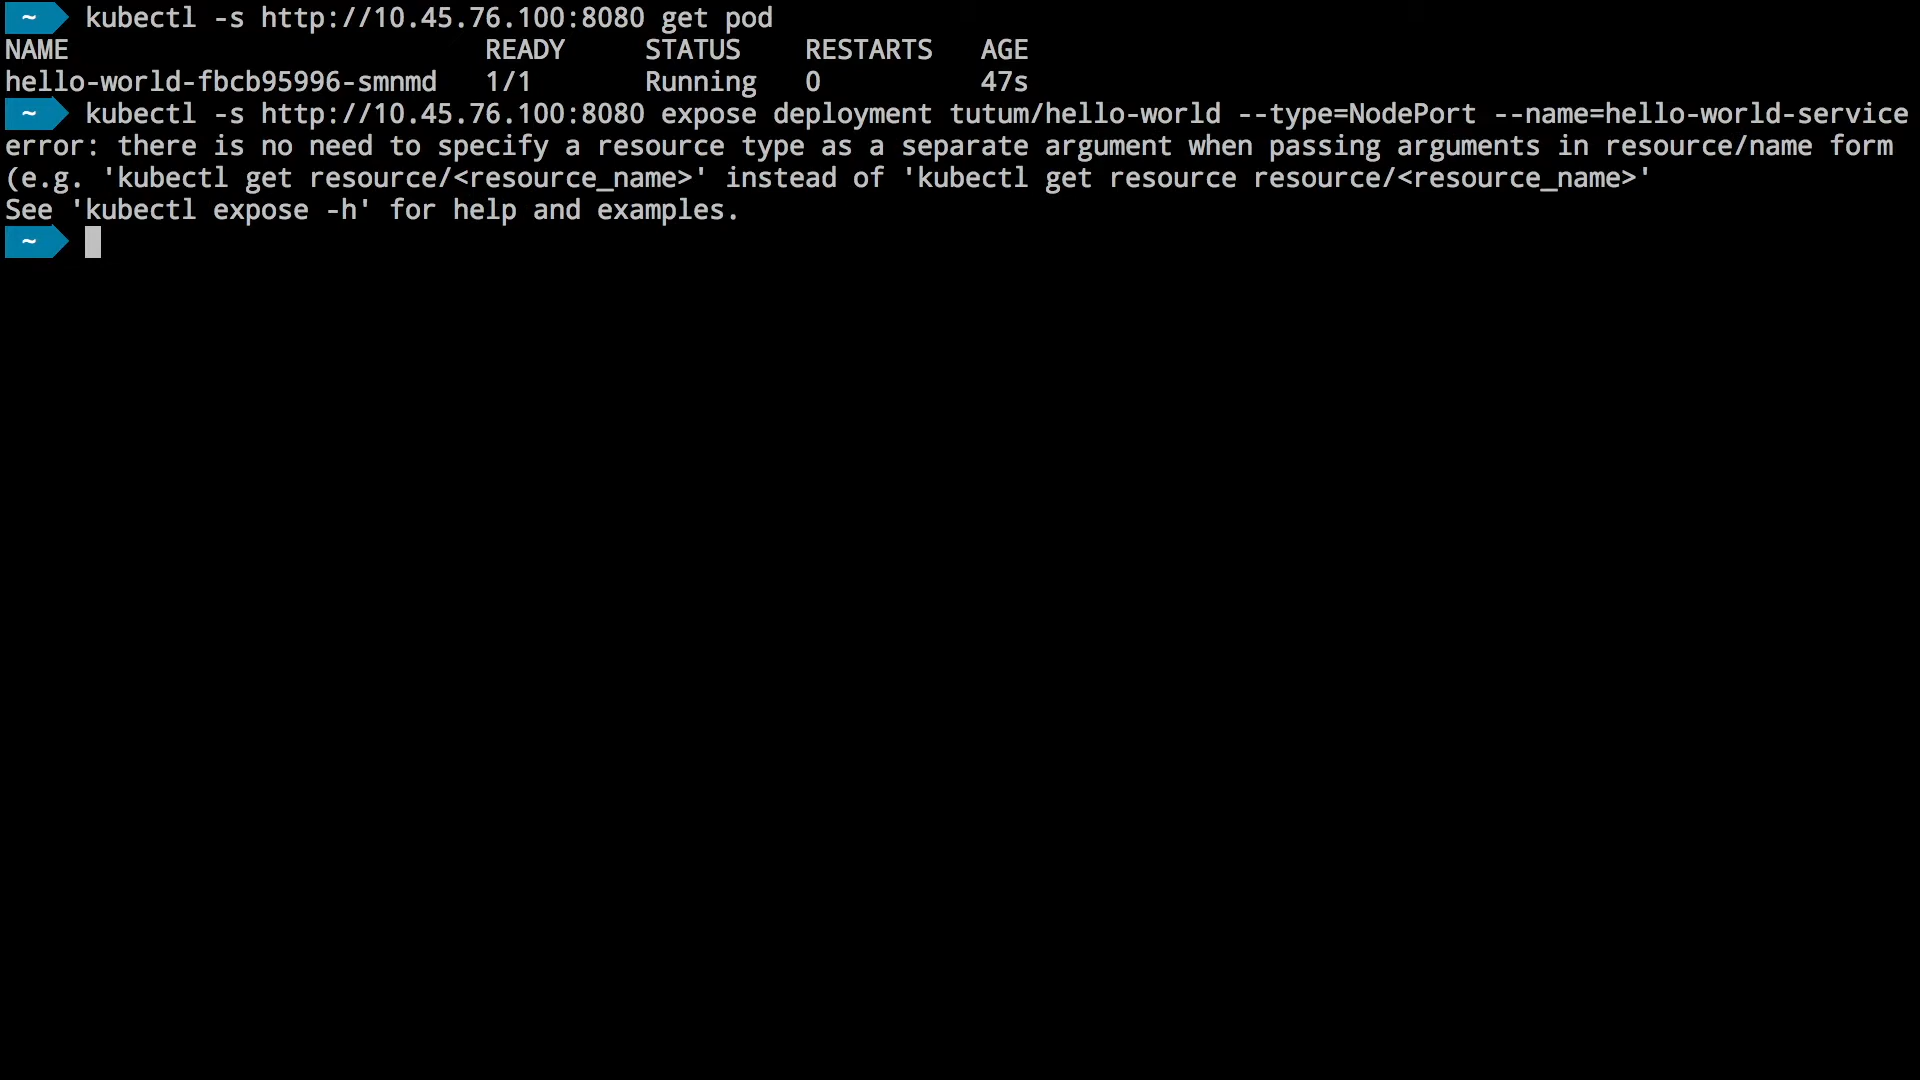 ~ kubectl -s http://10.45.76.100:8080 get pod
NAME READY STATUS RESTARTS AGE
hello-world-fbcb95996-smnmd 1/1 Running 0 47s
~ kubectl -s http://10.45.76.100:8080 expose deployment tutum/hello-world --type=NodePort --name=hello-world-service
error: there is no need to specify a resource type as a separate argument when passing arguments in resource/name form
(e.g. 'kubectl get resource/<resource_name>' instead of 'kubectl get resource resource/<resource_name>'
See 'kubectl expose -h' for help and examples.
~